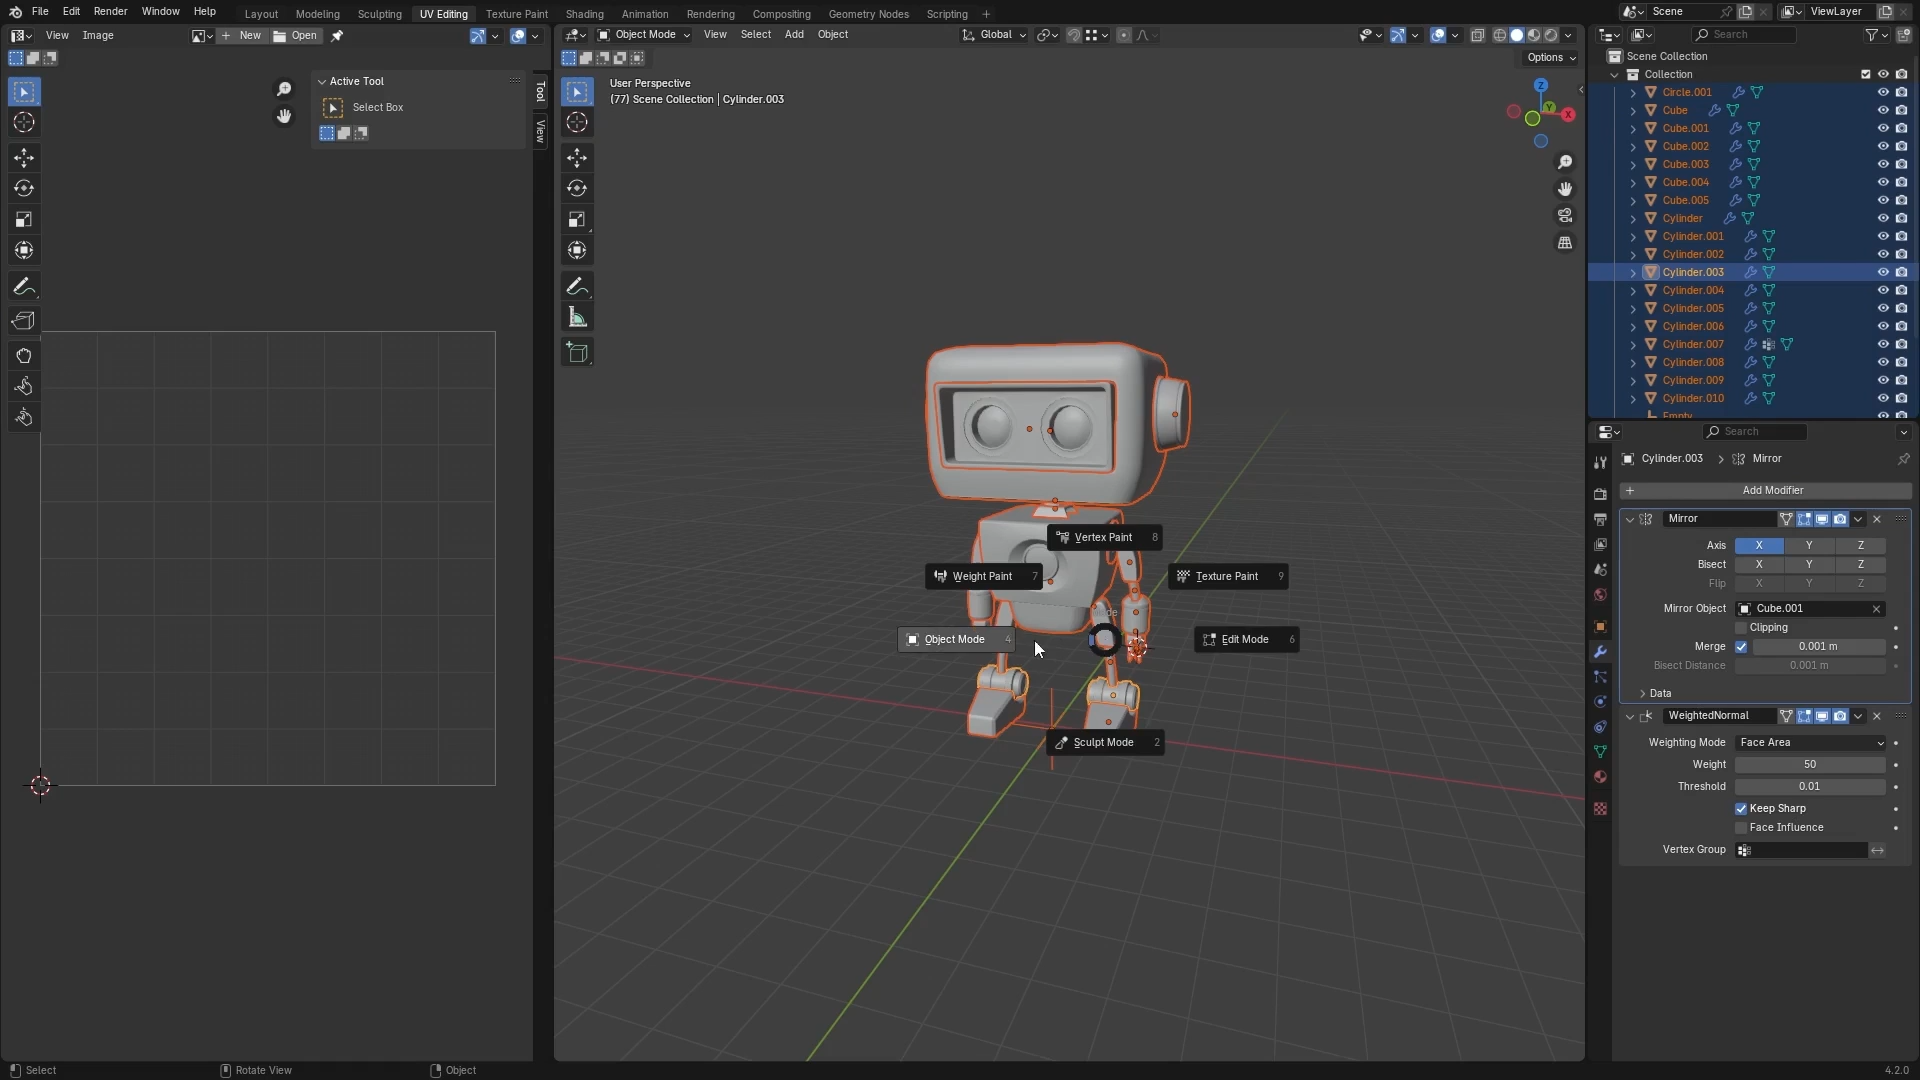 File Edit Render Window Help Layout Modeling Sculpting UV Editing Texture Paint Shading Animation Rendering Compositing Geometry Nodes Scripting + Scene ViewLayer
View Image New Open
Object Mode View Select Add Object Global
Search
Options
Active Tool
Select Box
Tool
View
User Perspective
(77) Scene Collection | Cylinder.003
Z
Y
X
Scene Collection
Collection
Circle.001
Cube
Cube.001
Cube.002
Cube.003
Cube.004
Cube.005
Cylinder
Cylinder.001
Cylinder.002
Cylinder.003
Cylinder.004
Cylinder.005
Cylinder.006
Cylinder.007
Cylinder.008
Cylinder.009
Cylinder.010
Empty
Vertex Paint 8
Weight Paint 7
Texture Paint 9
Object Mode 4
Edit Mode 6
Sculpt Mode 2
Search
Cylinder.003 > Mirror
Add Modifier
Mirror
Axis X Y Z
Bisect X Y Z
Flip X Y Z
Mirror Object Cube.001
Clipping
Merge 0.001 m
Bisect Distance 0.001 m
Data
WeightedNormal
Weighting Mode Face Area
Weight 50
Threshold 0.01
Keep Sharp
Face Influence
Vertex Group
Select Rotate View Object 4.2.0